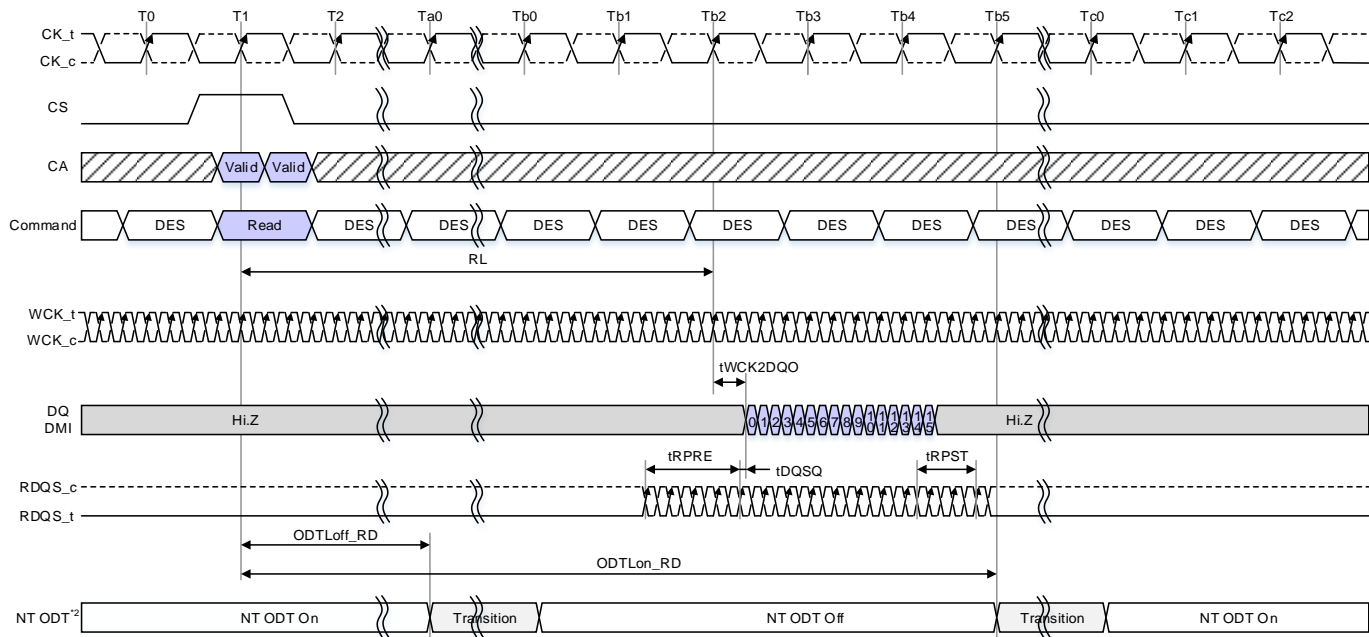 T0 T1 T2 Ta0 Tb0 Tb1 Tb2 Tb3 Tb4 Tb5 Tc0 Tc1 Tc2
CK_t
CK_c
CS
CA Valid Valid
Command DES Read DES DES DES DES DES DES DES DES DES DES DES
RL
WCK_t
WCK_c
tWCK2DQO
DQ
DMI
Hi.Z 0 1 2 3 4 5 6 7 8 9 10 11 12 13 14 15 Hi.Z
tRPRE tDQSQ tRPST
RDQS_c
RDQS_t
ODTLoff_RD
ODTLon_RD
NT ODT*2 NT ODT On Transition NT ODT Off Transition NT ODT On